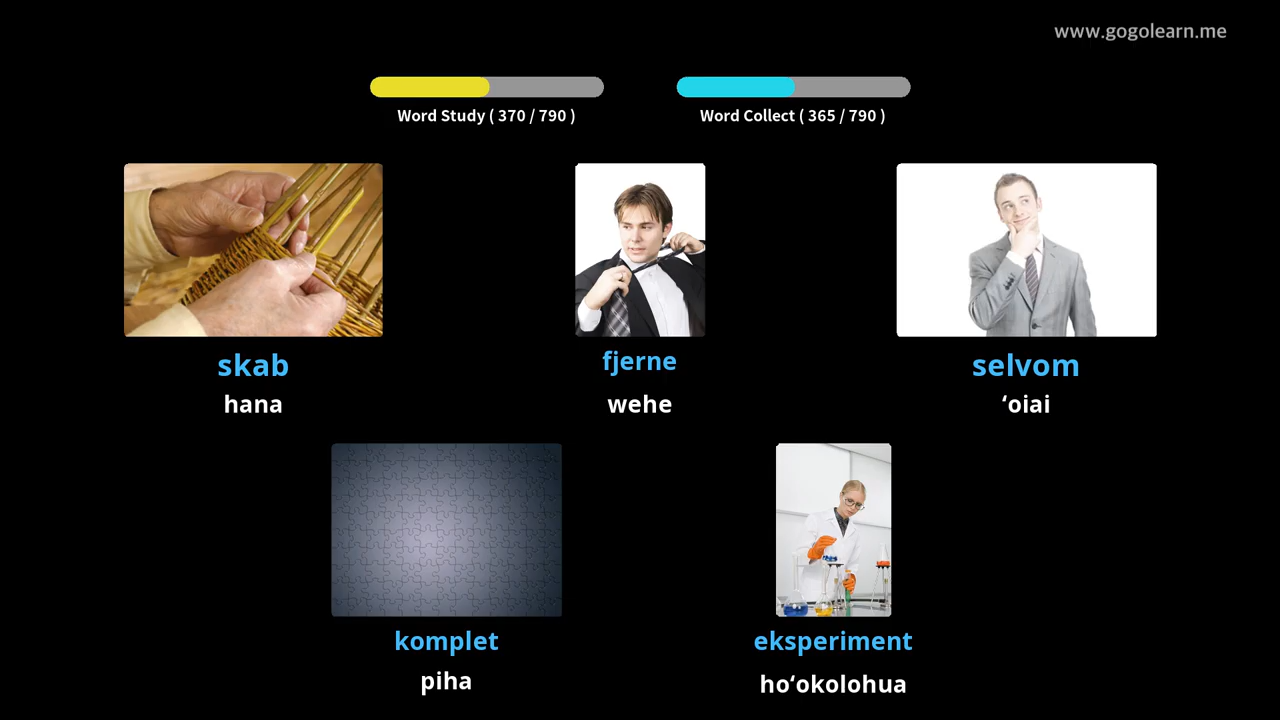 www.gogolearn.me
Word Study ( 370 / 790 )
Word Collect ( 365 / 790 )
skab
hana
fjerne
wehe
selvom
ʻoiai
komplet
piha
eksperiment
hoʻokolohua